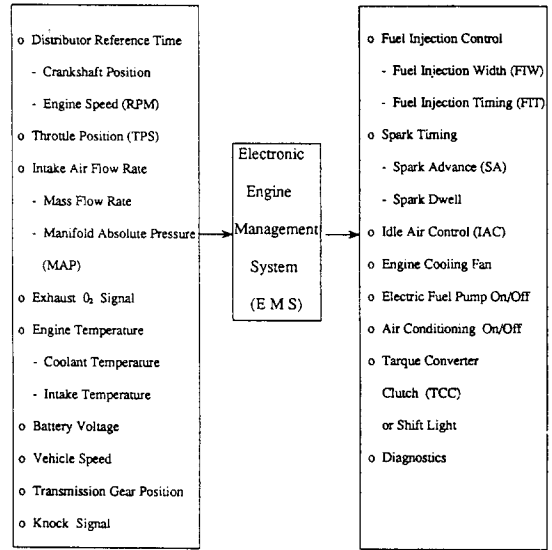 o Distributor Reference Time
- Crankshaft Position
- Engine Speed (RPM)
o Throttle Position (TPS)
o Intake Air Flow Rate
- Mass Flow Rate
- Manifold Absolute Pressure
(MAP)
o Exhaust O₂ Signal
o Engine Temperature
- Coolant Temperature
- Intake Temperature
o Battery Voltage
o Vehicle Speed
o Transmission Gear Position
o Knock Signal
Electronic
Engine
Management
System
(E M S)
o Fuel Injection Control
- Fuel Injection Width (FIW)
- Fuel Injection Timing (FIT)
o Spark Timing
- Spark Advance (SA)
- Spark Dwell
o Idle Air Control (IAC)
o Engine Cooling Fan
o Electric Fuel Pump On/Off
o Air Conditioning On/Off
o Tarque Converter
Clutch (TCC)
or Shift Light
o Diagnostics